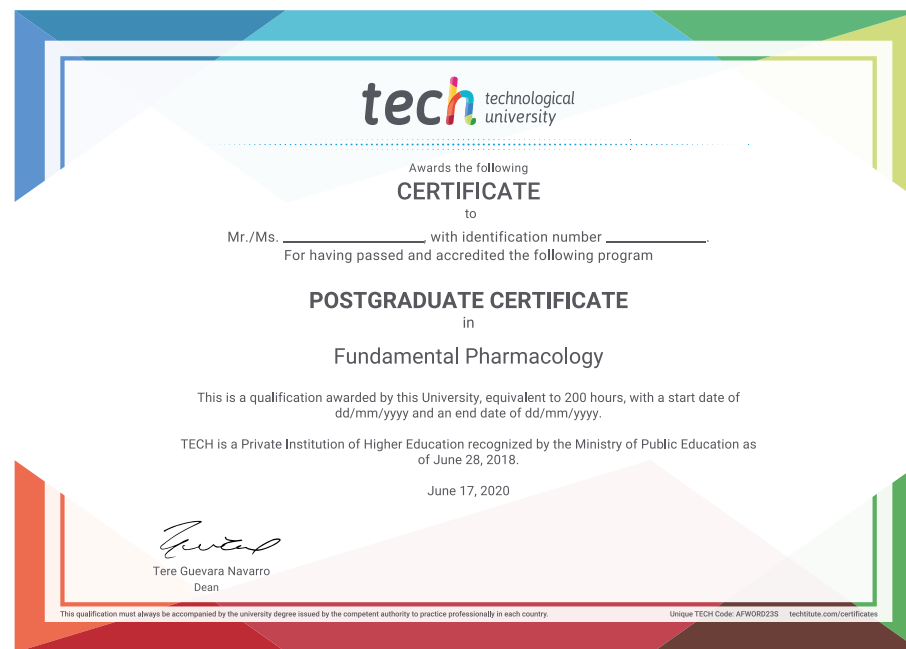 tech technological
university
Awards the following
CERTIFICATE
to
Mr./Ms. ____________________, with identification number ______________.
For having passed and accredited the following program
POSTGRADUATE CERTIFICATE
in
Fundamental Pharmacology
This is a qualification awarded by this University, equivalent to 200 hours, with a start date of
dd/mm/yyyy and an end date of dd/mm/yyyy.
TECH is a Private Institution of Higher Education recognized by the Ministry of Public Education as
of June 28, 2018.
June 17, 2020
Tere Guevara Navarro
Dean
This qualification must always be accompanied by the university degree issued by the competent authority to practice professionally in each country. Unique TECH Code: AFWORD23S techtitute.com/certificates